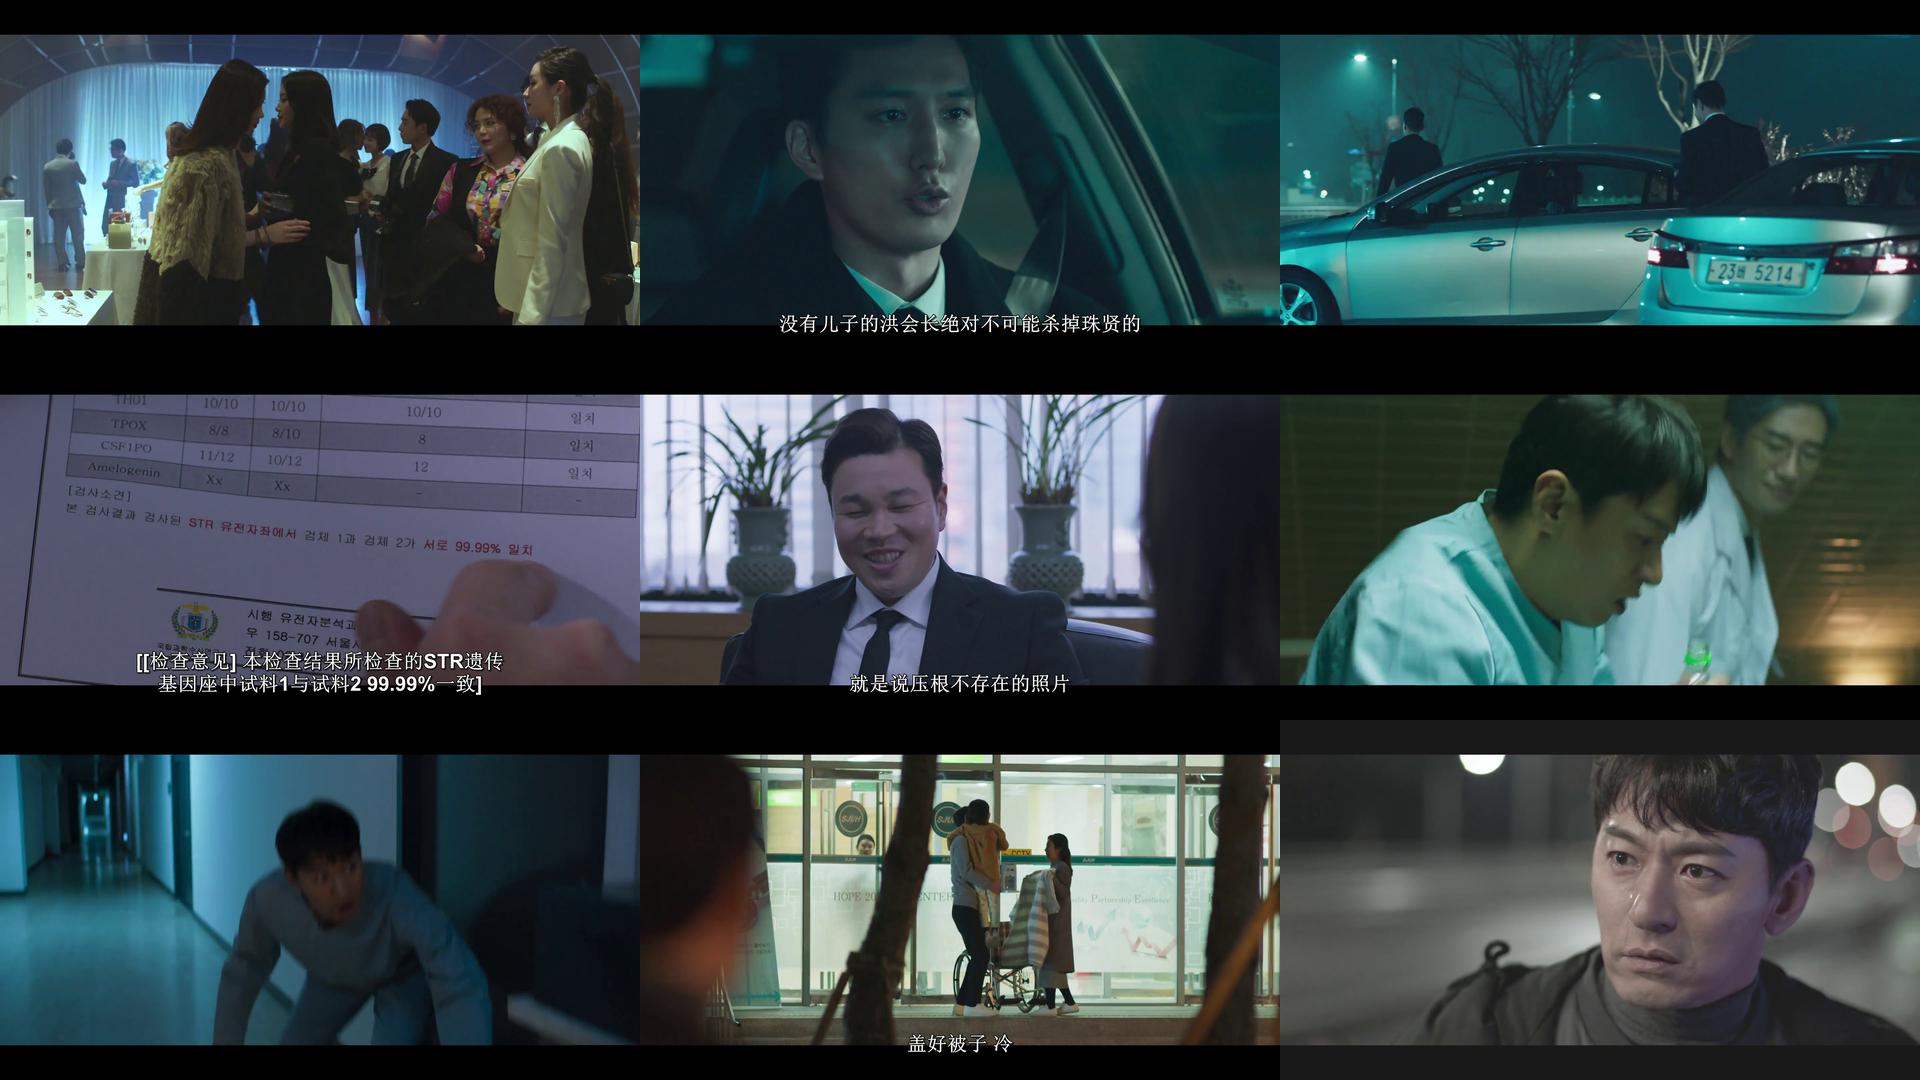 没有儿子的洪会长绝对不可能杀掉珠贤的
23버 5214
TH01 10/10 10/10 10/10 일치
TPOX 8/8 8/10 8 일치
CSF1PO 11/12 10/12 12 일치
Amelogenin Xx Xx - -
[검사소견]
본 검사결과 검사된 STR 유전자좌에서 검체 1과 검체 2가 서로 99.99% 일치
시행 유전자분석과
우 158-707 서울시
[[检查意见] 本检查结果所检查的STR遗传
基因座中试料1与试料2 99.99%一致]
就是说压根不存在的照片
SJUH
CCTV
HOPE 20
ENTER
Partnership Excellence
盖好被子 冷